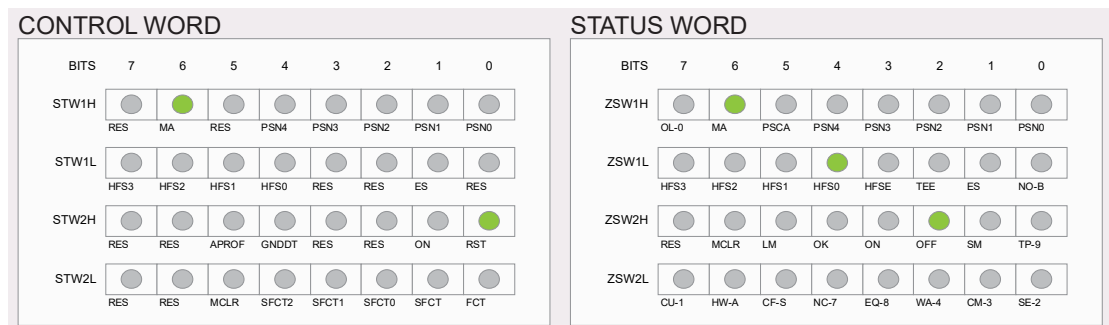 CONTROL WORD
BITS 7 6 5 4 3 2 1 0
STW1H
RES MA RES PSN4 PSN3 PSN2 PSN1 PSN0
STW1L
HFS3 HFS2 HFS1 HFS0 RES RES ES RES
STW2H
RES RES APROF GNDDT RES RES ON RST
STW2L
RES RES MCLR SFCT2 SFCT1 SFCT0 SFCT FCT
STATUS WORD
BITS 7 6 5 4 3 2 1 0
ZSW1H
OL-0 MA PSCA PSN4 PSN3 PSN2 PSN1 PSN0
ZSW1L
HFS3 HFS2 HFS1 HFS0 HFSE TEE ES NO-B
ZSW2H
RES MCLR LM OK ON OFF SM TP-9
ZSW2L
CU-1 HW-A CF-S NC-7 EQ-8 WA-4 CM-3 SE-2